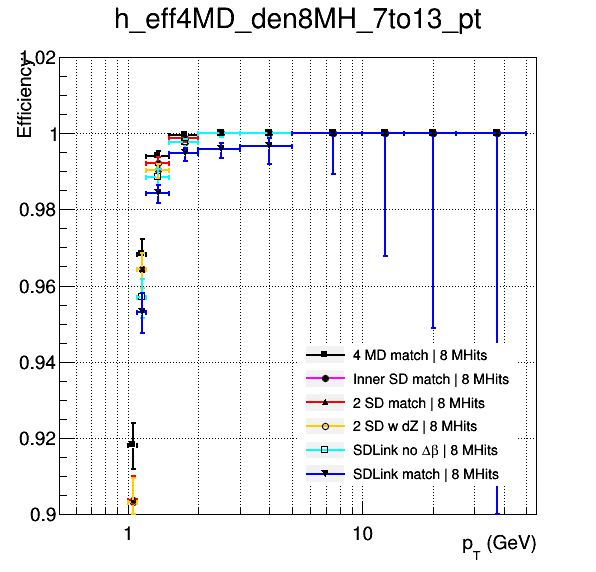 h_eff4MD_den8MH_7to13_pt
Efficiency
1.02
1
0.98
0.96
0.94
0.92
0.9
4 MD match | 8 MHits
Inner SD match | 8 MHits
2 SD match | 8 MHits
2 SD w dZ | 8 MHits
SDLink no Δβ | 8 MHits
SDLink match | 8 MHits
1
10
p_T (GeV)